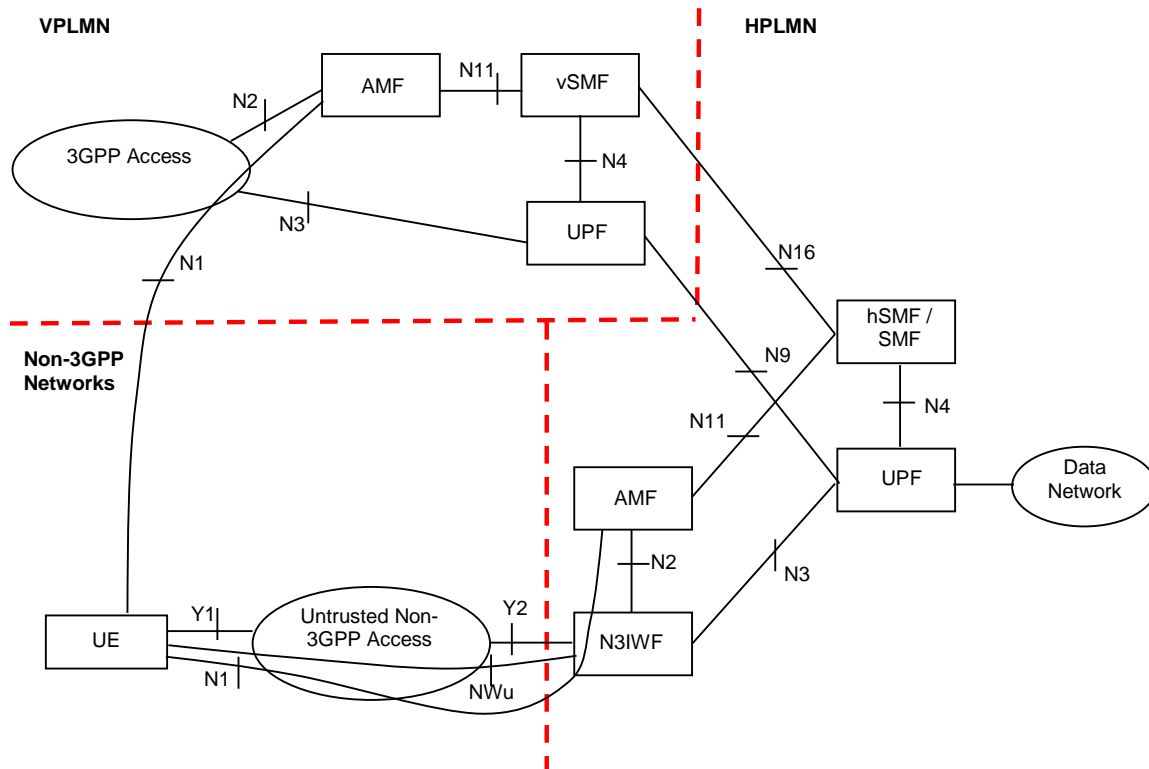 VPLMN
HPLMN
N11
AMF
vSMF
N2
3GPP Access
N4
N3
UPF
N1
N16
hSMF /
SMF
Non-3GPP
Networks
N9
N11
N4
Data
Network
AMF
UPF
N2
N3
Y1
Untrusted Non-
3GPP Access
Y2
UE
N3IWF
N1
NWu